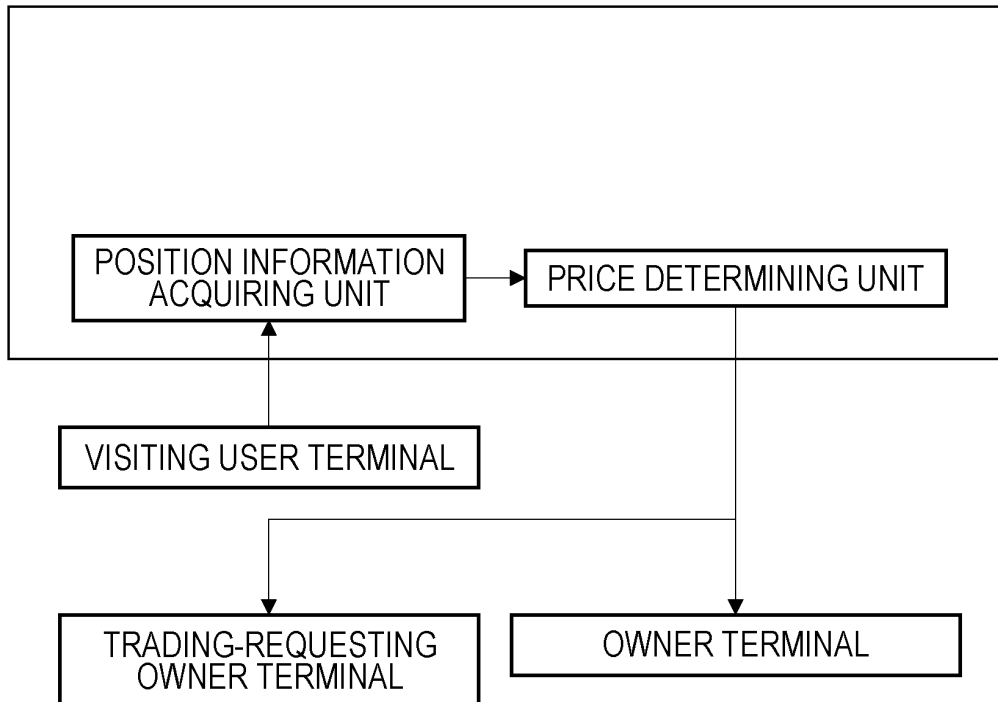 POSITION INFORMATION
ACQUIRING UNIT
PRICE DETERMINING UNIT
VISITING USER TERMINAL
TRADING-REQUESTING
OWNER TERMINAL
OWNER TERMINAL